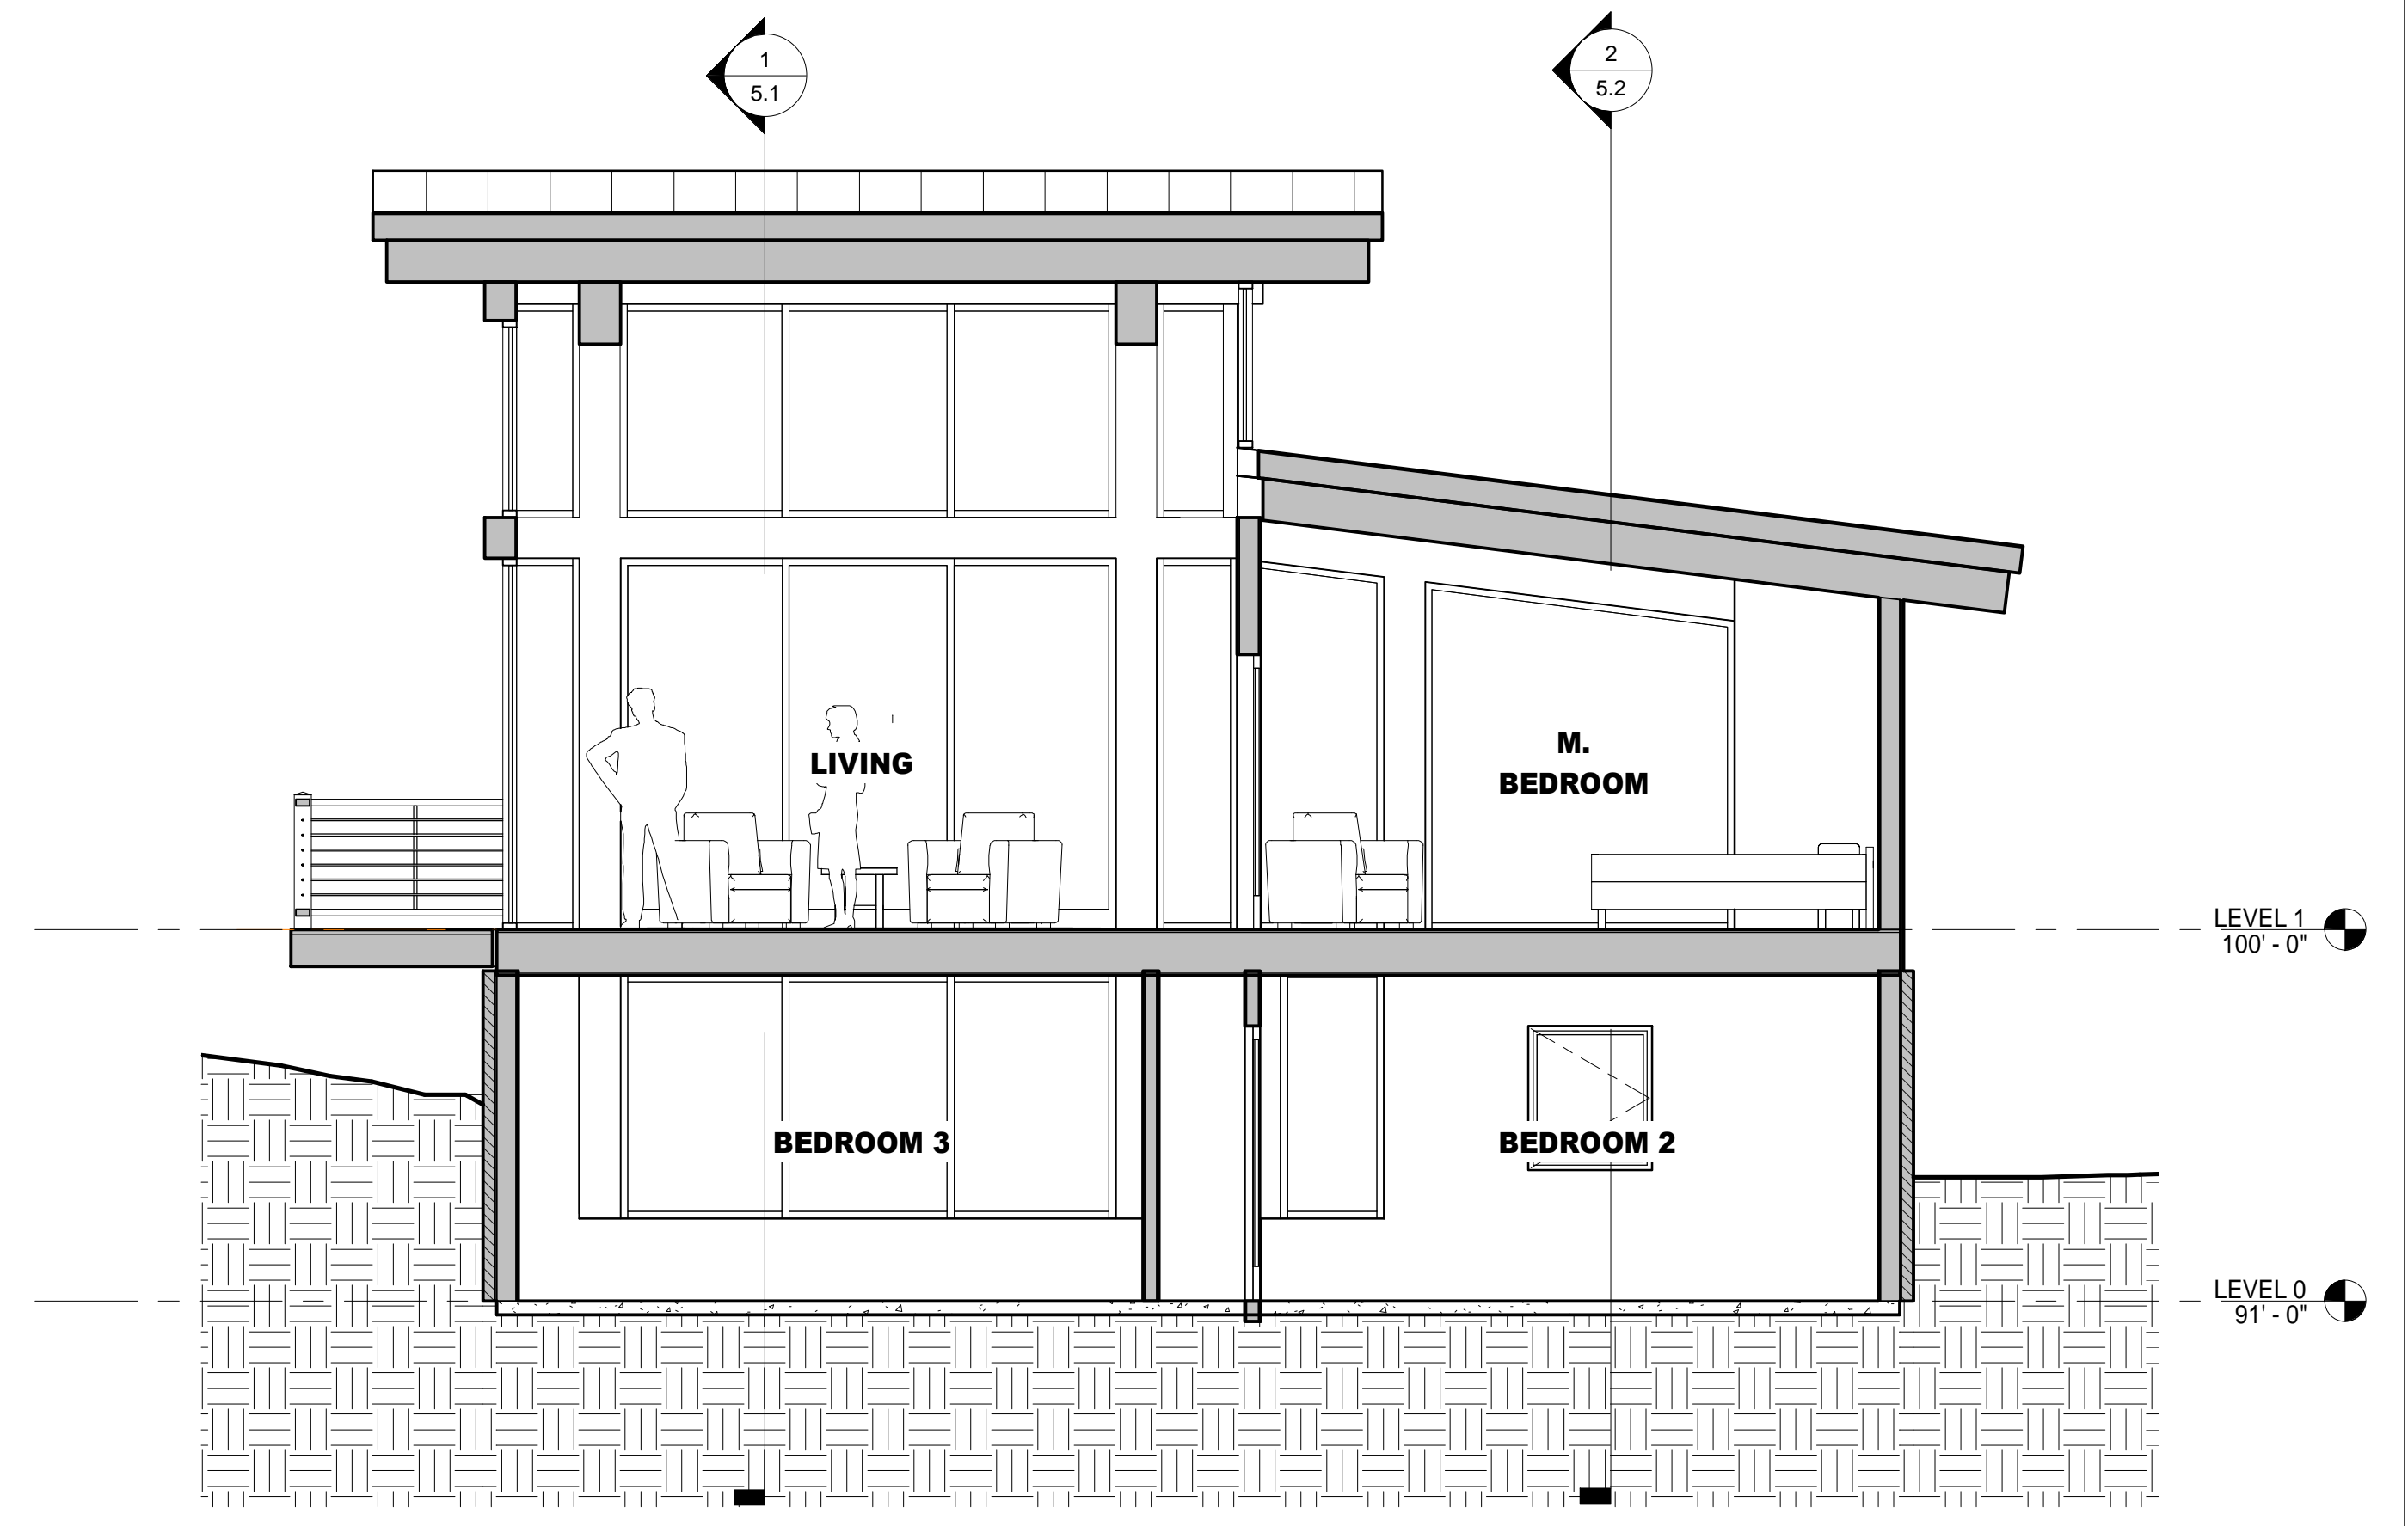 1
5.1
2
5.2
LIVING
M.
BEDROOM
LEVEL 1
100' - 0"
BEDROOM 3
BEDROOM 2
LEVEL 0
91' - 0"